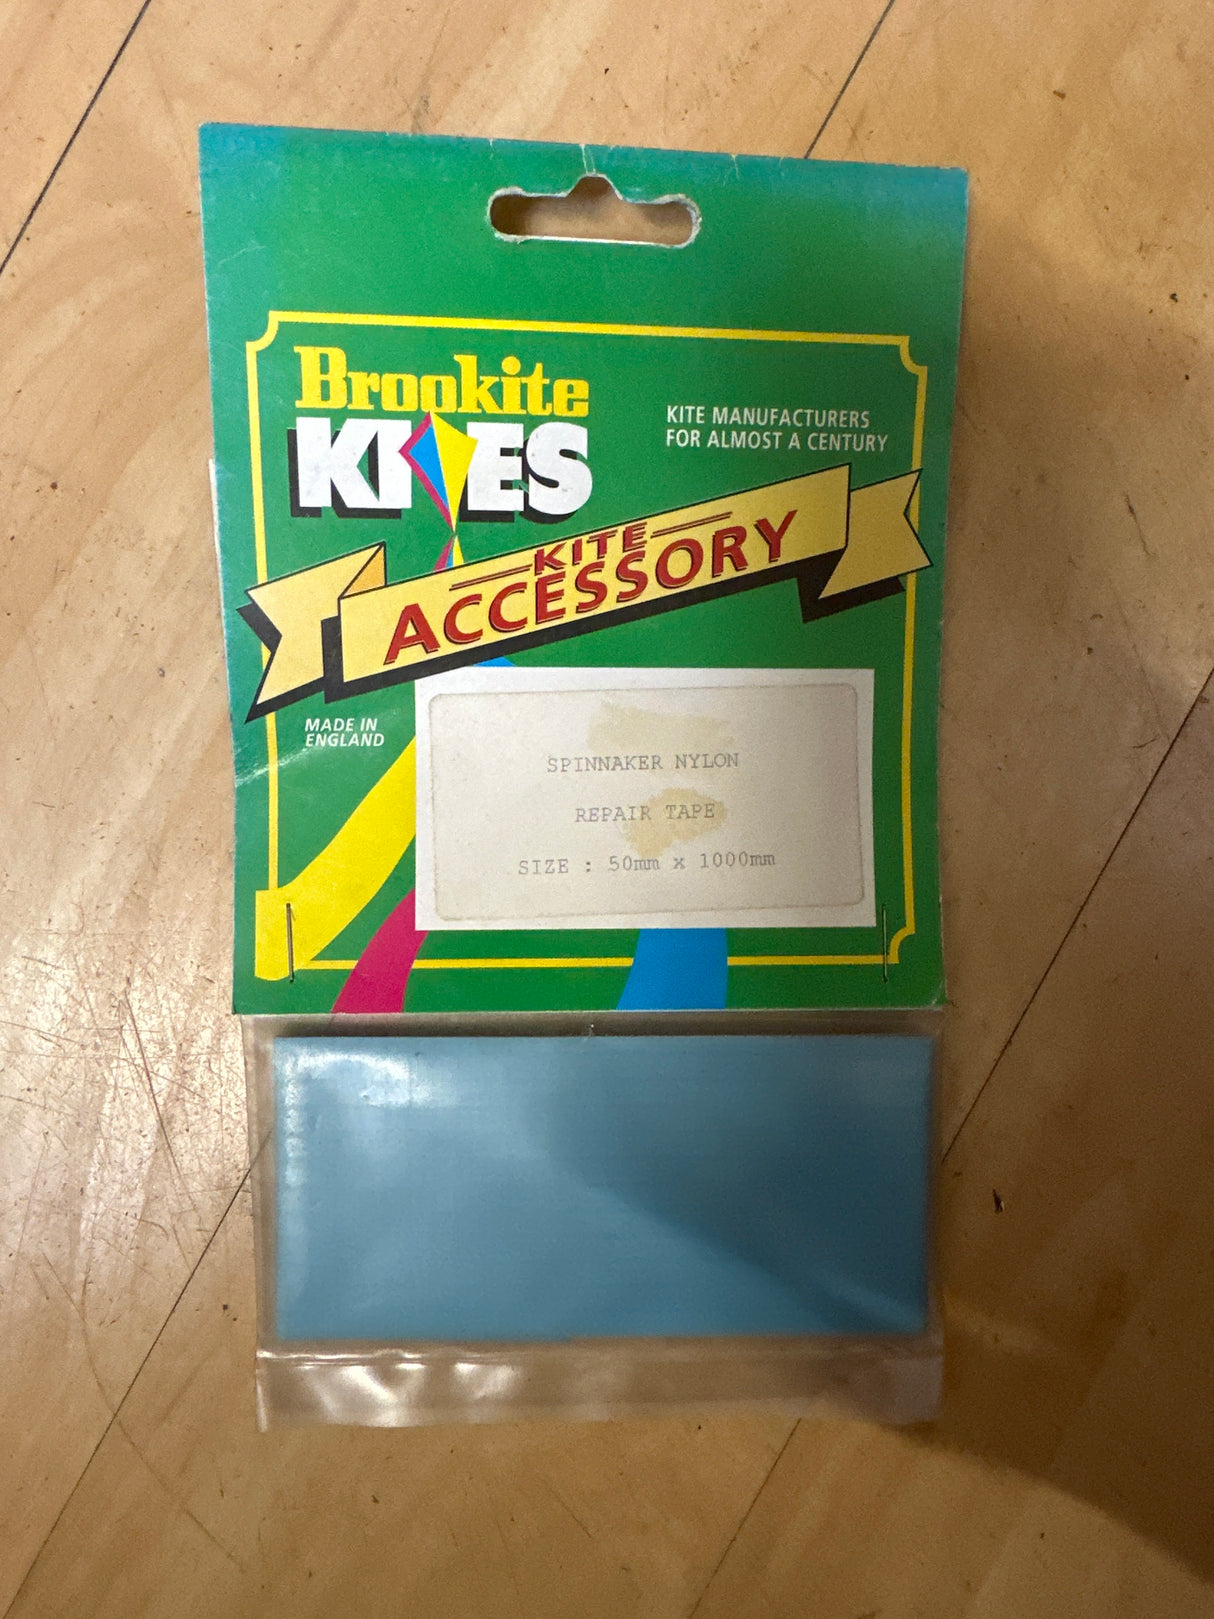 Brookite
KITES
KITE MANUFACTURERS
FOR ALMOST A CENTURY
KITE
ACCESSORY
MADE IN
ENGLAND
SPINNAKER NYLON
REPAIR TAPE
SIZE : 50mm x 1000mm